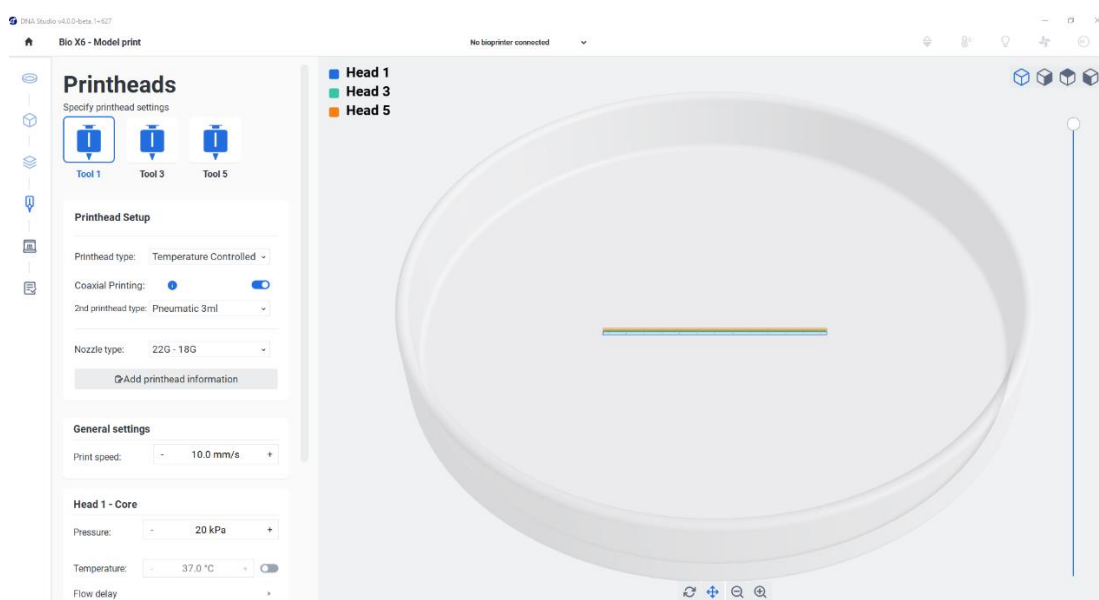 DNA Studio v4.0.0-beta.1+627
Bio X6 - Model print
No bioprinter connected
Printheads
Specify printhead settings
Tool 1 Tool 3 Tool 5
Printhead Setup
Printhead type: Temperature Controlled
Coaxial Printing:
2nd printhead type: Pneumatic 3ml
Nozzle type: 22G - 18G
Add printhead information
General settings
Print speed: - 10.0 mm/s +
Head 1 - Core
Pressure: - 20 kPa +
Temperature: - 37.0 °C +
Flow delay
Head 1
Head 3
Head 5